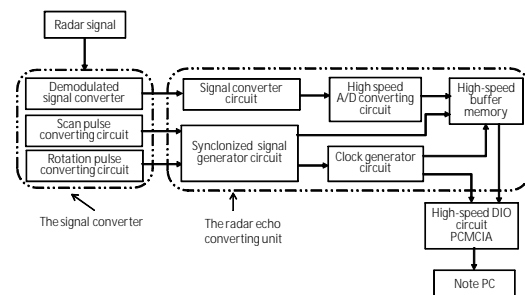 Radar signal
Demodulated
signal converter
Scan pulse
converting circuit
Rotation pulse
converting circuit
The signal converter
Signal converter
circuit
Synclonized signal
generator circuit
The radar echo
converting unit
High speed
A/D converting
circuit
Clock generator
circuit
High-speed
buffer
memory
High-speed DIO
circuit
PCMCIA
Note PC